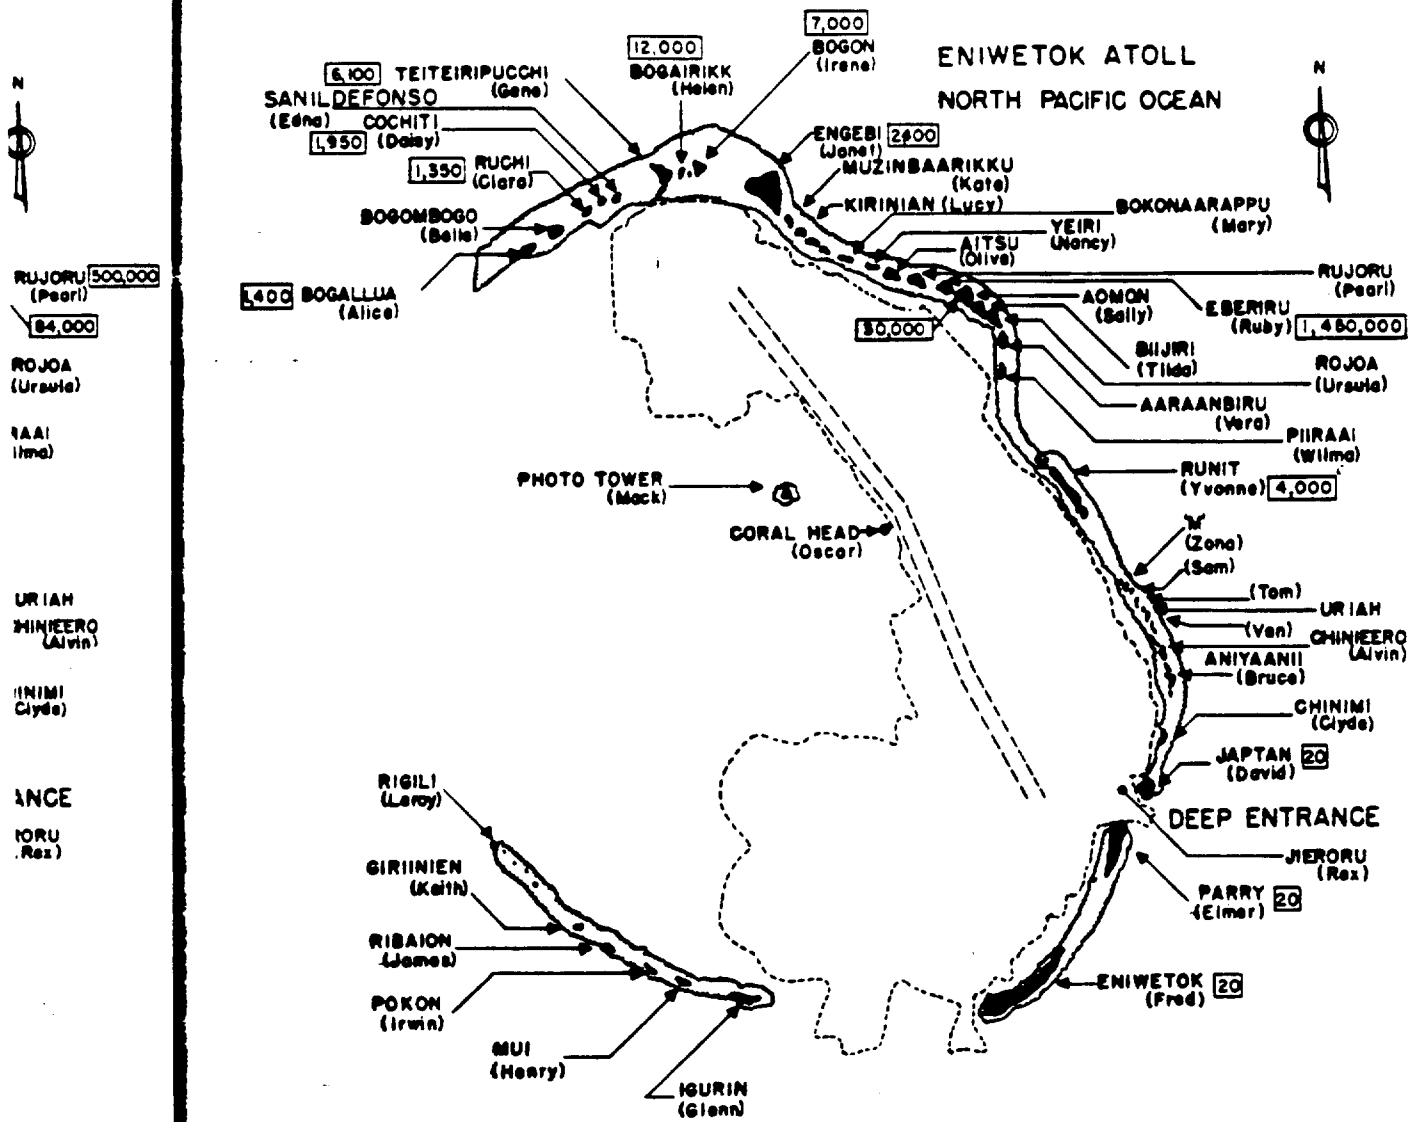 N
RUJORU 500,000
(Pearl)
84,000
ROJOA
(Ursula)
URIAH
(Alvin)
(Clyde)
ENIWETOK ATOLL
NORTH PACIFIC OCEAN
N
7,000
BOGON
(Irene)
12,000
BOGAIRIKK
(Helen)
6,100 TEITEIRIPUCCHI
(Gene)
SANILDEFONSO
(Edna)
COCHITI
1,950 (Daisy)
1,350 RUCHI
(Clara)
BOGOMBOGO
(Belle)
1,400 BOGALLUA
(Alice)
ENGEBI 2400
(Janet)
MUZINBAARIKKU
(Kate)
KIRINIAN (Lucy)
BOKONAARAPPU
(Mary)
YEIRI
(Nancy)
AITSU
(Olive)
RUJORU
(Pearl)
AOMON
(Sally)
EBERIRU
(Ruby) 1,460,000
BIIJIRI
(Tilda)
ROJOA
(Ursula)
AARAANBIRU
(Vera)
PIIRAAI
(Wilma)
RUNIT
(Yvonne) 4,000
PHOTO TOWER
(Mack)
CORAL HEAD
(Oscar)
"M"
(Zona)
(Sam)
(Tom)
URIAH
(Van)
CHINIEERO
(Alvin)
ANIYAANII
(Bruce)
CHINIMI
(Clyde)
JAPTAN 20
(David)
DEEP ENTRANCE
JIERORU
(Rex)
PARRY 20
(Elmer)
ENIWETOK 20
(Fred)
RIGILI
(Leroy)
GIRIINIEN
(Keith)
RIBAION
(James)
POKON
(Irwin)
MUI
(Henry)
IGURIN
(Glenn)